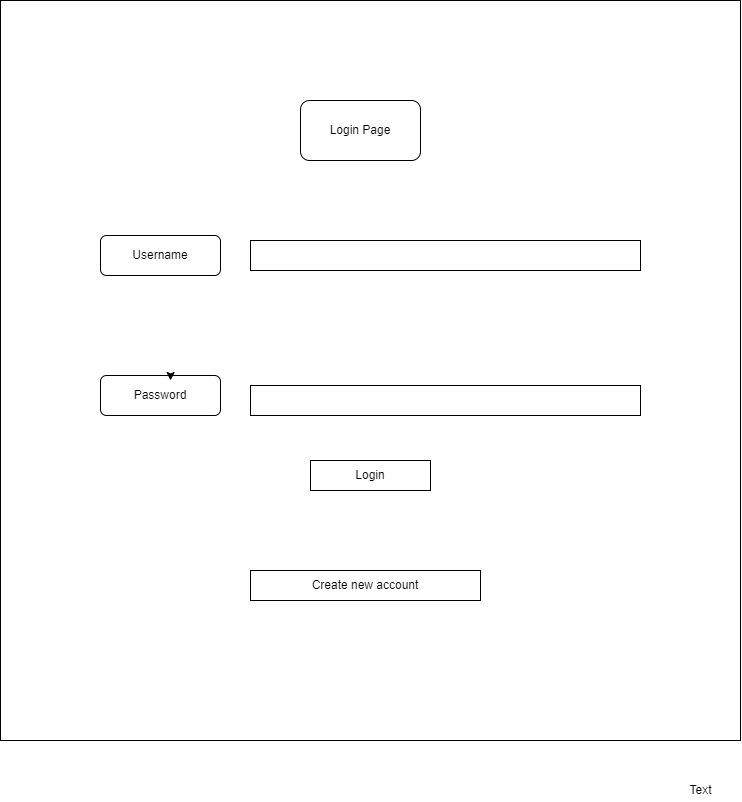 Login Page
Username
Password
Login
Create new account
Text